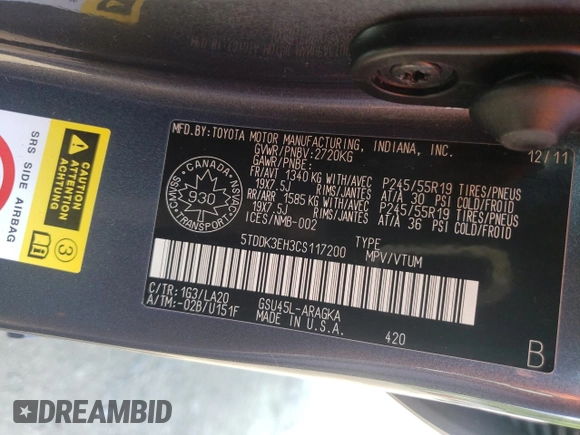 MFD.BY:TOYOTA MOTOR MANUFACTURING, INDIANA, INC.
12/11
GVWR/PNBV:2720KG
GAWR/PNBE:
FR/AVT 1340 KG WITH/AVEC P245/55R19 TIRES/PNEUS
19X7.5J RIMS/JANTES AT/A 30 PSI COLD/FROID
RR/ARR 1585 KG WITH/AVEC P245/55R19 TIRES/PNEUS
19X7.5J RIMS/JANTES AT/A 36 PSI COLD/FROID
ICES/NMB-002
CANADA
930
TRANSPORT
5TDDK3EH3CS117200 TYPE
MPV/VTUM
C/TR:1G3/LA20
A/TM:-02B/U151F
GSU45L-ARAGKA
MADE IN U.S.A.
420
B
SRS SIDE AIRBAG
CAUTION
ATTENTION
ACHTUNG
3
DREAMBID